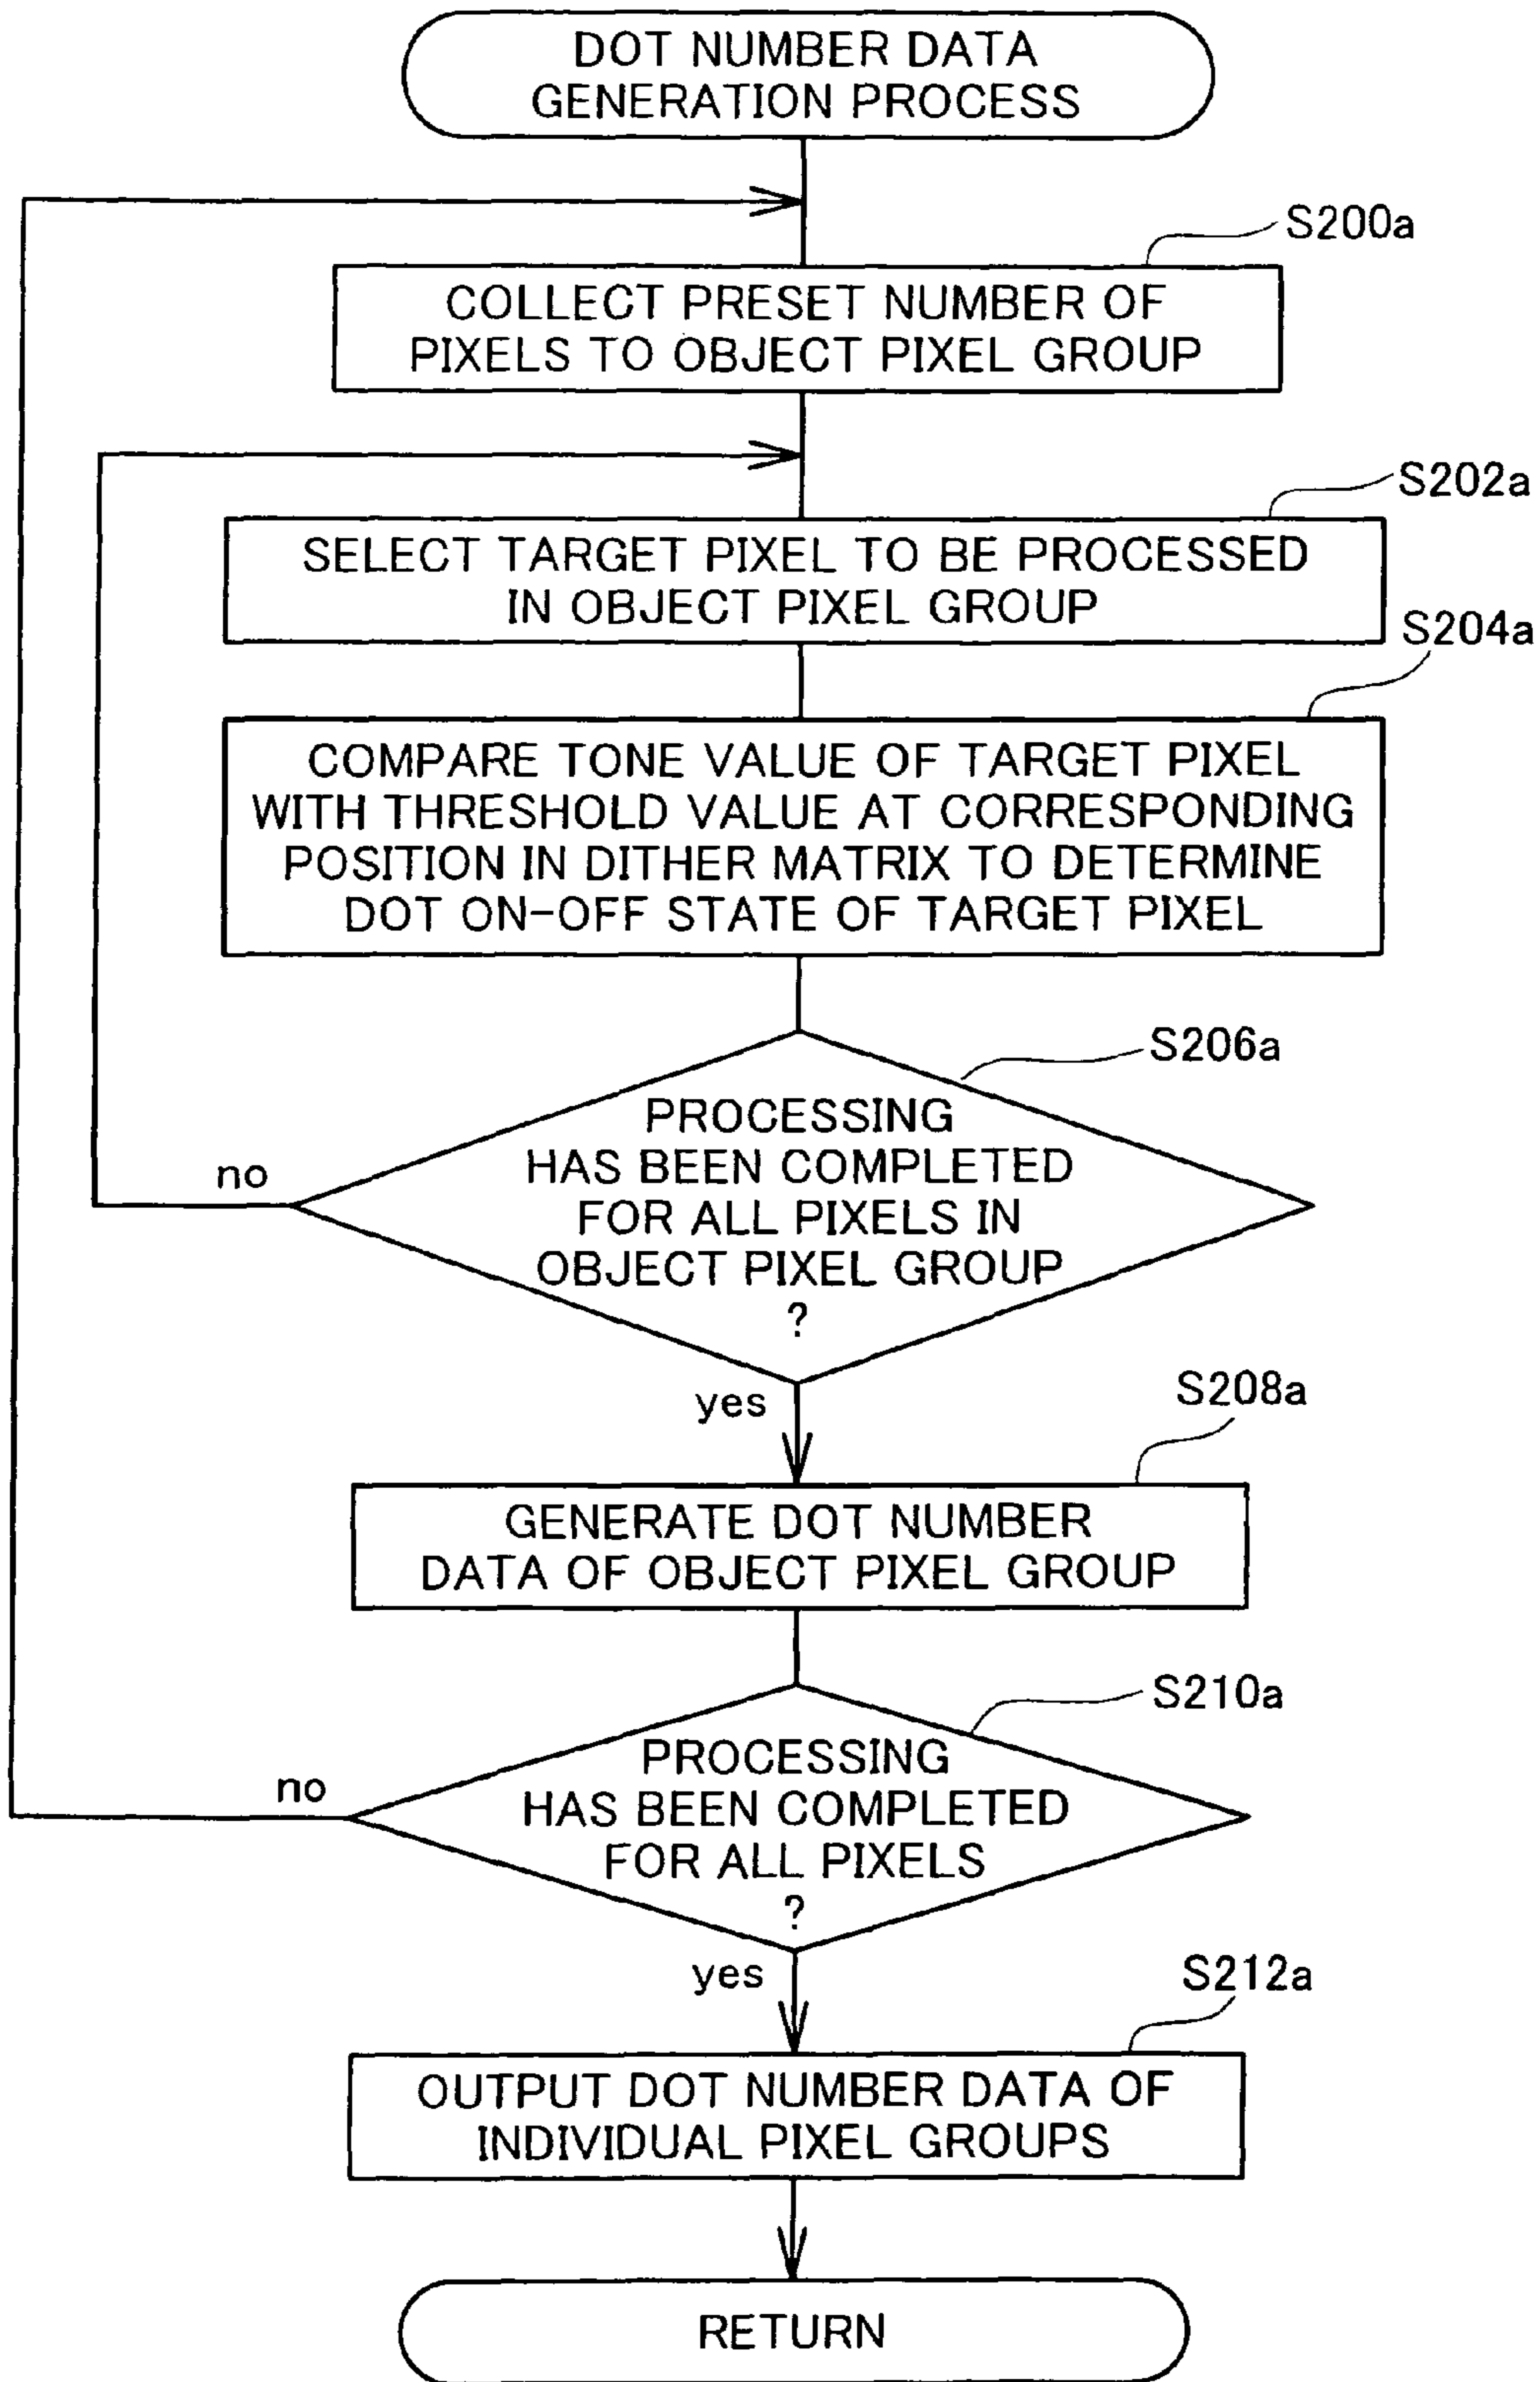 DOT NUMBER DATA
GENERATION PROCESS
S200a
COLLECT PRESET NUMBER OF
PIXELS TO OBJECT PIXEL GROUP
S202a
SELECT TARGET PIXEL TO BE PROCESSED
IN OBJECT PIXEL GROUP
S204a
COMPARE TONE VALUE OF TARGET PIXEL
WITH THRESHOLD VALUE AT CORRESPONDING
POSITION IN DITHER MATRIX TO DETERMINE
DOT ON-OFF STATE OF TARGET PIXEL
S206a
PROCESSING
HAS BEEN COMPLETED
FOR ALL PIXELS IN
OBJECT PIXEL GROUP
?
no
yes
S208a
GENERATE DOT NUMBER
DATA OF OBJECT PIXEL GROUP
S210a
PROCESSING
HAS BEEN COMPLETED
FOR ALL PIXELS
?
no
yes
S212a
OUTPUT DOT NUMBER DATA OF
INDIVIDUAL PIXEL GROUPS
RETURN